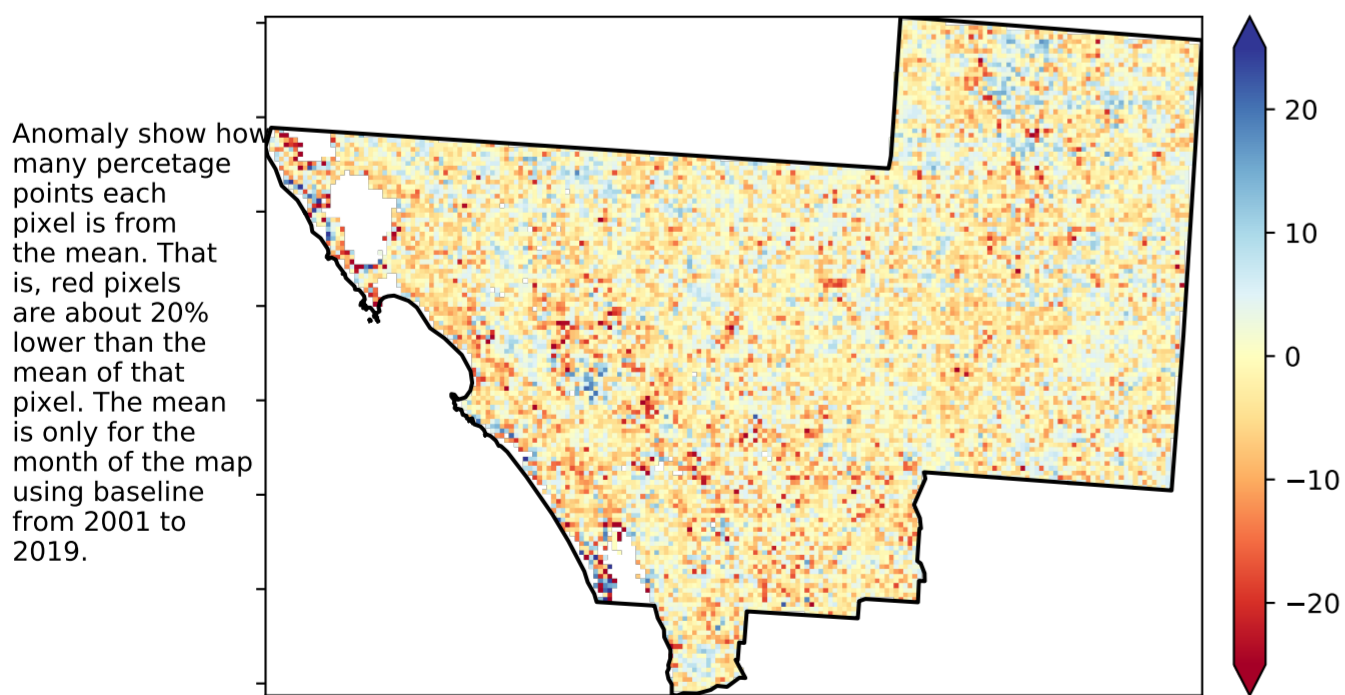 Anomaly show how
many percetage
points each
pixel is from
the mean. That
is, red pixels
are about 20%
lower than the
mean of that
pixel. The mean
is only for the
month of the map
using baseline
from 2001 to
2019.
20
10
0
−10
−20